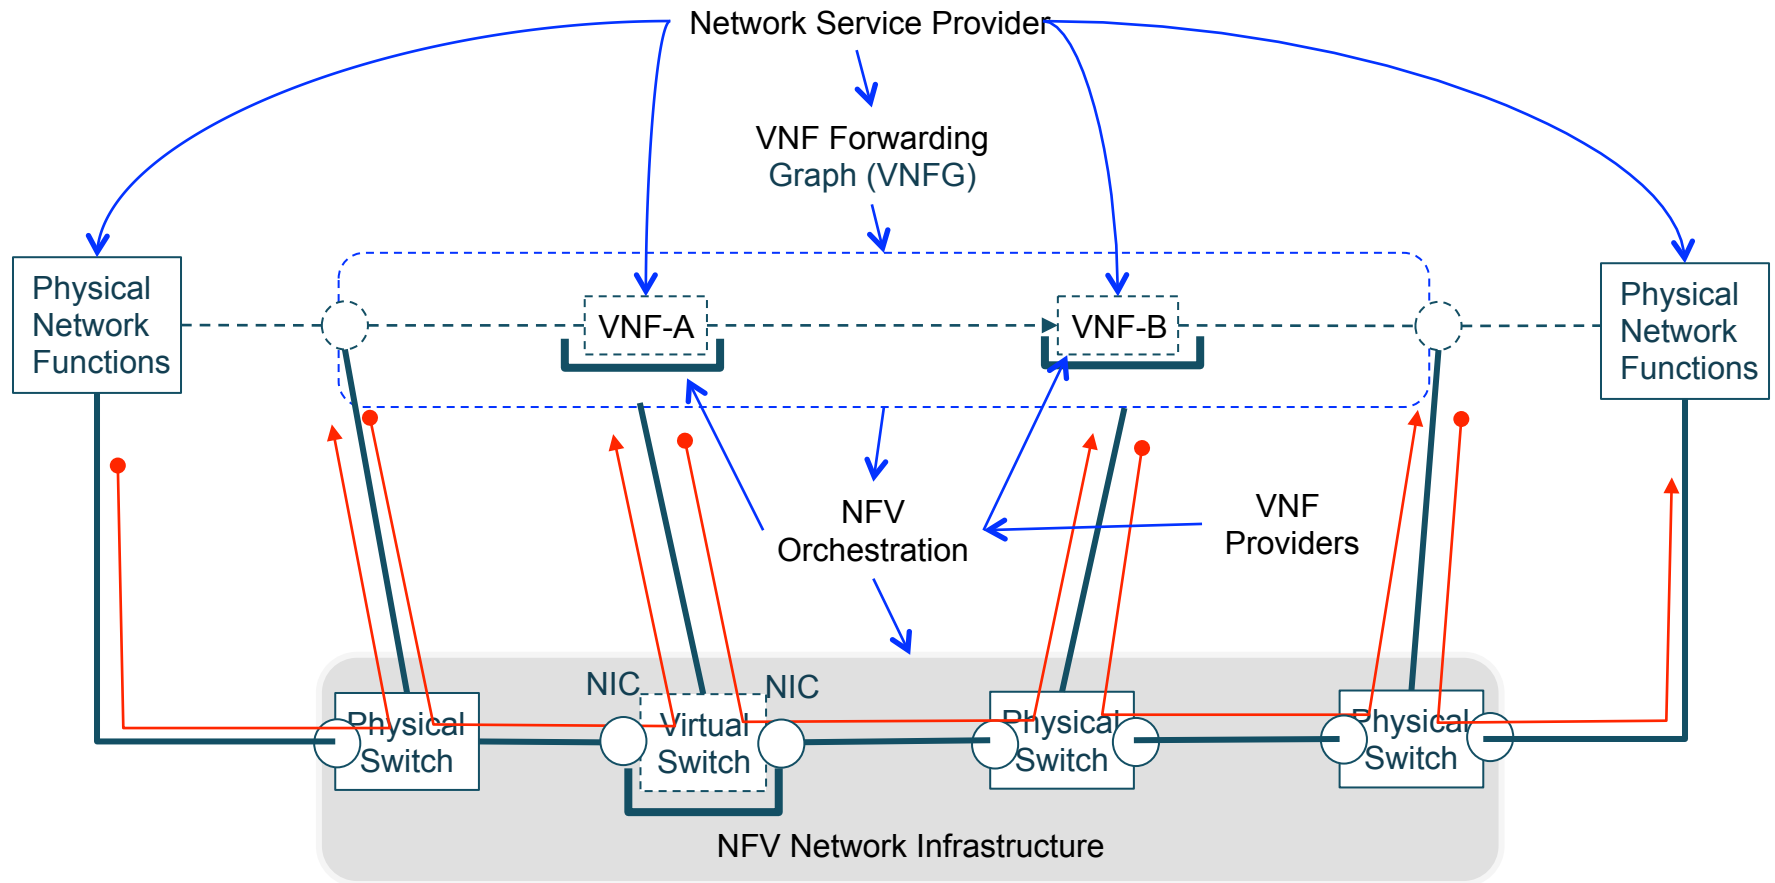 Network Service Provider
VNF Forwarding
Graph (VNFG)
Physical
Network
Functions
VNF-A
VNF-B
Physical
Network
Functions
NFV
Orchestration
VNF
Providers
NIC
NIC
Physical
Switch
Virtual
Switch
Physical
Switch
Physical
Switch
NFV Network Infrastructure